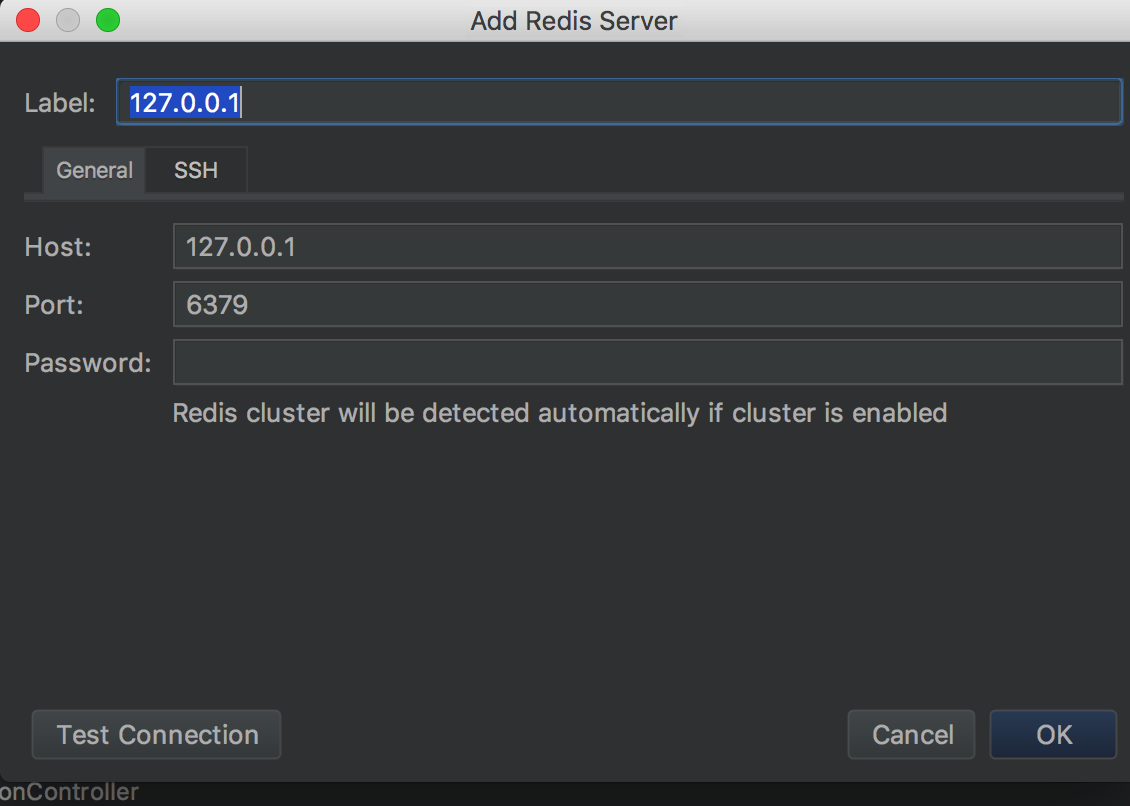 Add Redis Server
Label: 127.0.0.1
General SSH
Host: 127.0.0.1
Port: 6379
Password:
Redis cluster will be detected automatically if cluster is enabled
Test Connection Cancel OK
onController